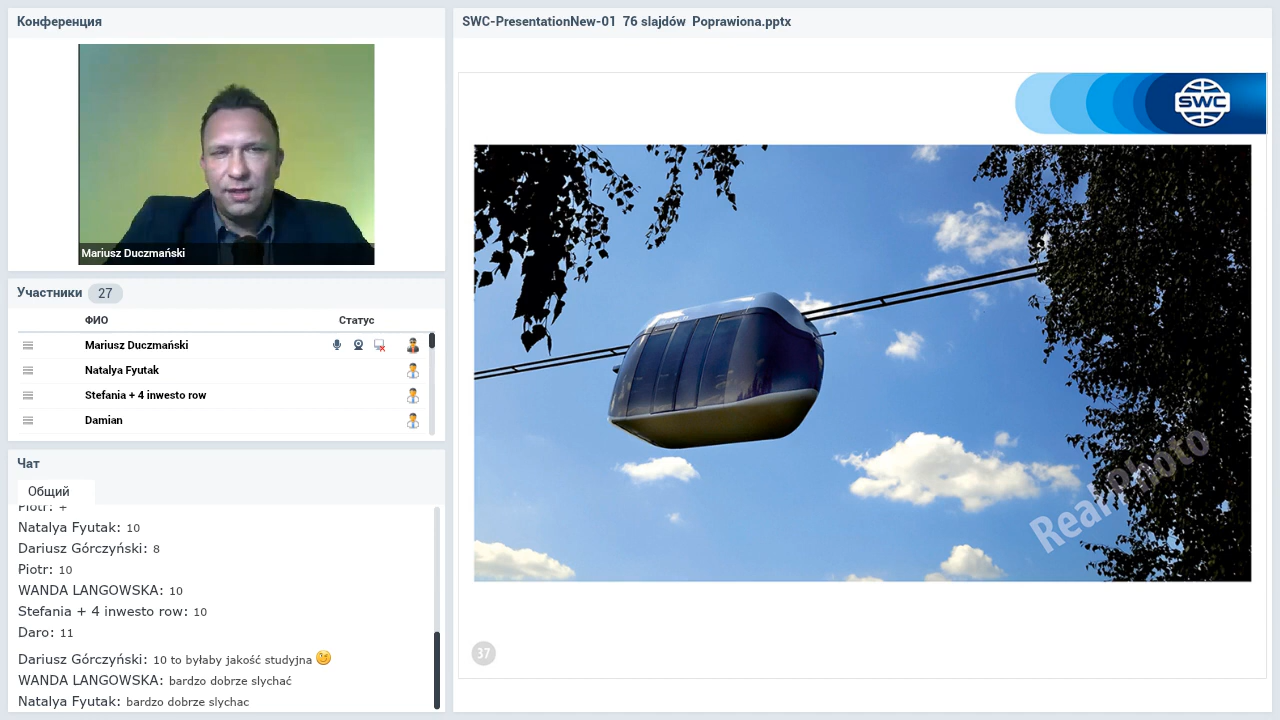 Конференция
Mariusz Duczmański
Участники 27
ФИО Статус
Mariusz Duczmański
Natalya Fyutak
Stefania + 4 inwesto row
Damian
Чат
Общий
Piotr: +
Natalya Fyutak: 10
Dariusz Górczyński: 8
Piotr: 10
WANDA LANGOWSKA: 10
Stefania + 4 inwesto row: 10
Daro: 11
Dariusz Górczyński: 10 to byłaby jakość studyjna
WANDA LANGOWSKA: bardzo dobrze slychać
Natalya Fyutak: bardzo dobrze slychac
SWC-PresentationNew-01 76 slajdów Poprawiona.pptx
SWC
Real Photo
37